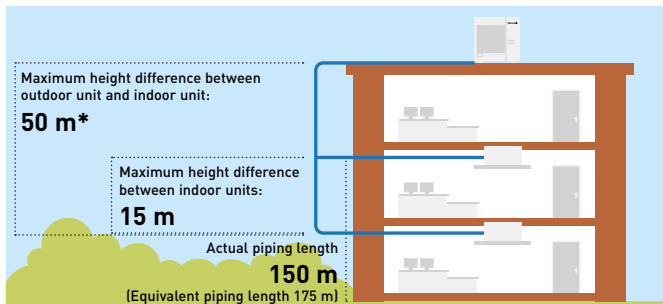 Maximum height difference between
outdoor unit and indoor unit:
50 m*
Maximum height difference
between indoor units:
15 m
Actual piping length
150 m
(Equivalent piping length 175 m)